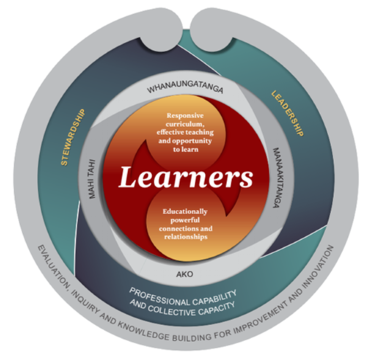 WHANAUNGATANGA
Responsive
curriculum,
effective teaching
and opportunity
to learn
STEWARDSHIP
LEADERSHIP
MAHI TAHI
Learners
MANAAKITANGA
Educationally
powerful
connections and
relationships
AKO
PROFESSIONAL CAPABILITY
AND COLLECTIVE CAPACITY
EVALUATION, INQUIRY AND KNOWLEDGE BUILDING FOR IMPROVEMENT AND INNOVATION